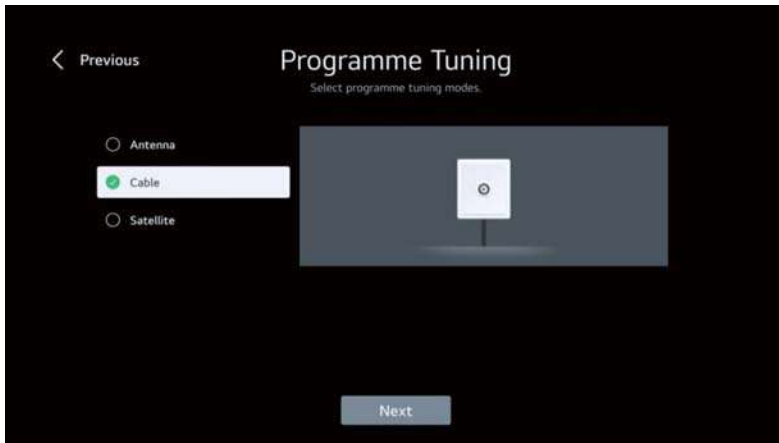 Previous
Programme Tuning
Select programme tuning modes.
Antenna
Cable
Satellite
Next